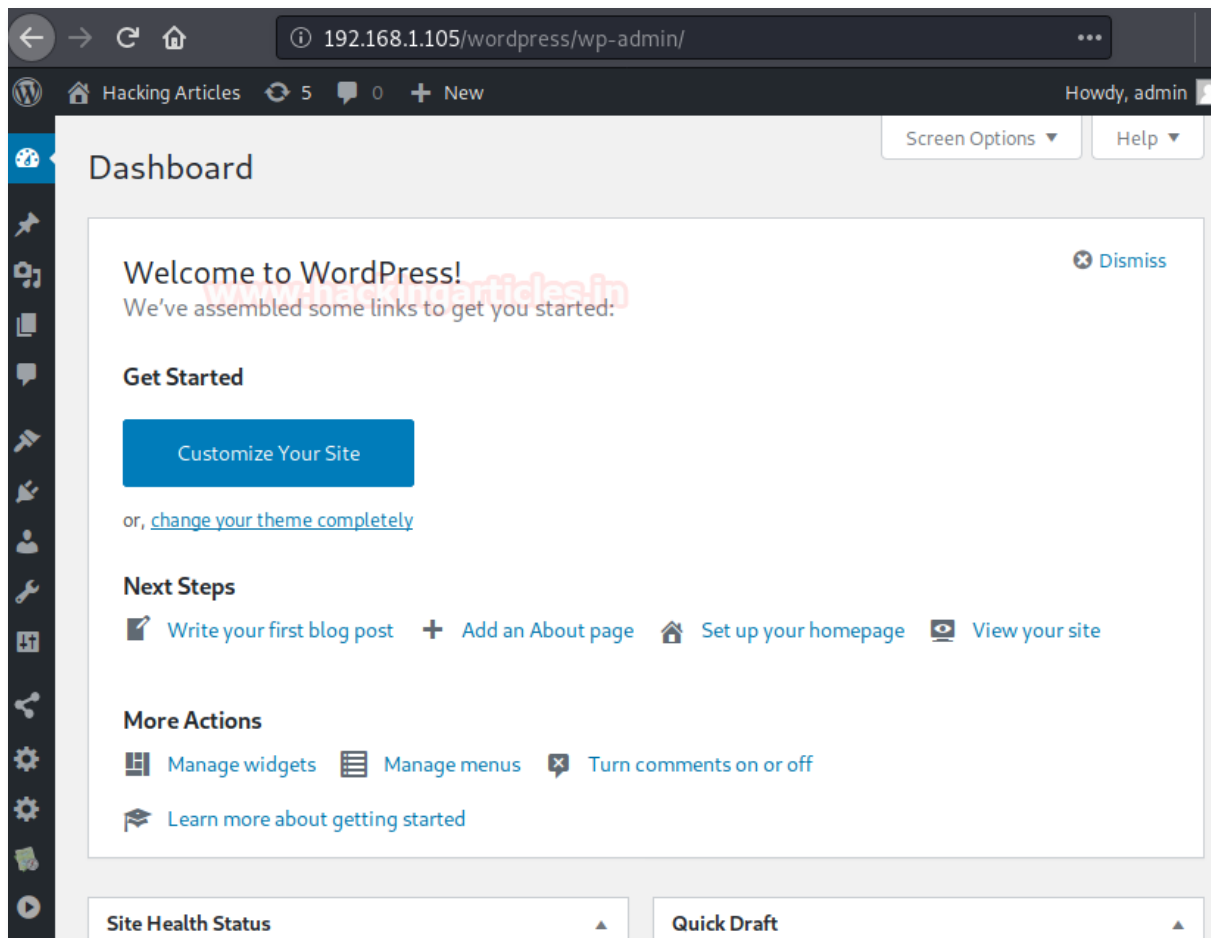 192.168.1.105/wordpress/wp-admin/
Hacking Articles 5 0 New Howdy, admin
Screen Options Help
Dashboard
Welcome to WordPress!
Dismiss
www.hackingarticles.in
We've assembled some links to get you started:
Get Started
Customize Your Site
or, change your theme completely
Next Steps
Write your first blog post Add an About page Set up your homepage View your site
More Actions
Manage widgets Manage menus Turn comments on or off
Learn more about getting started
Site Health Status Quick Draft